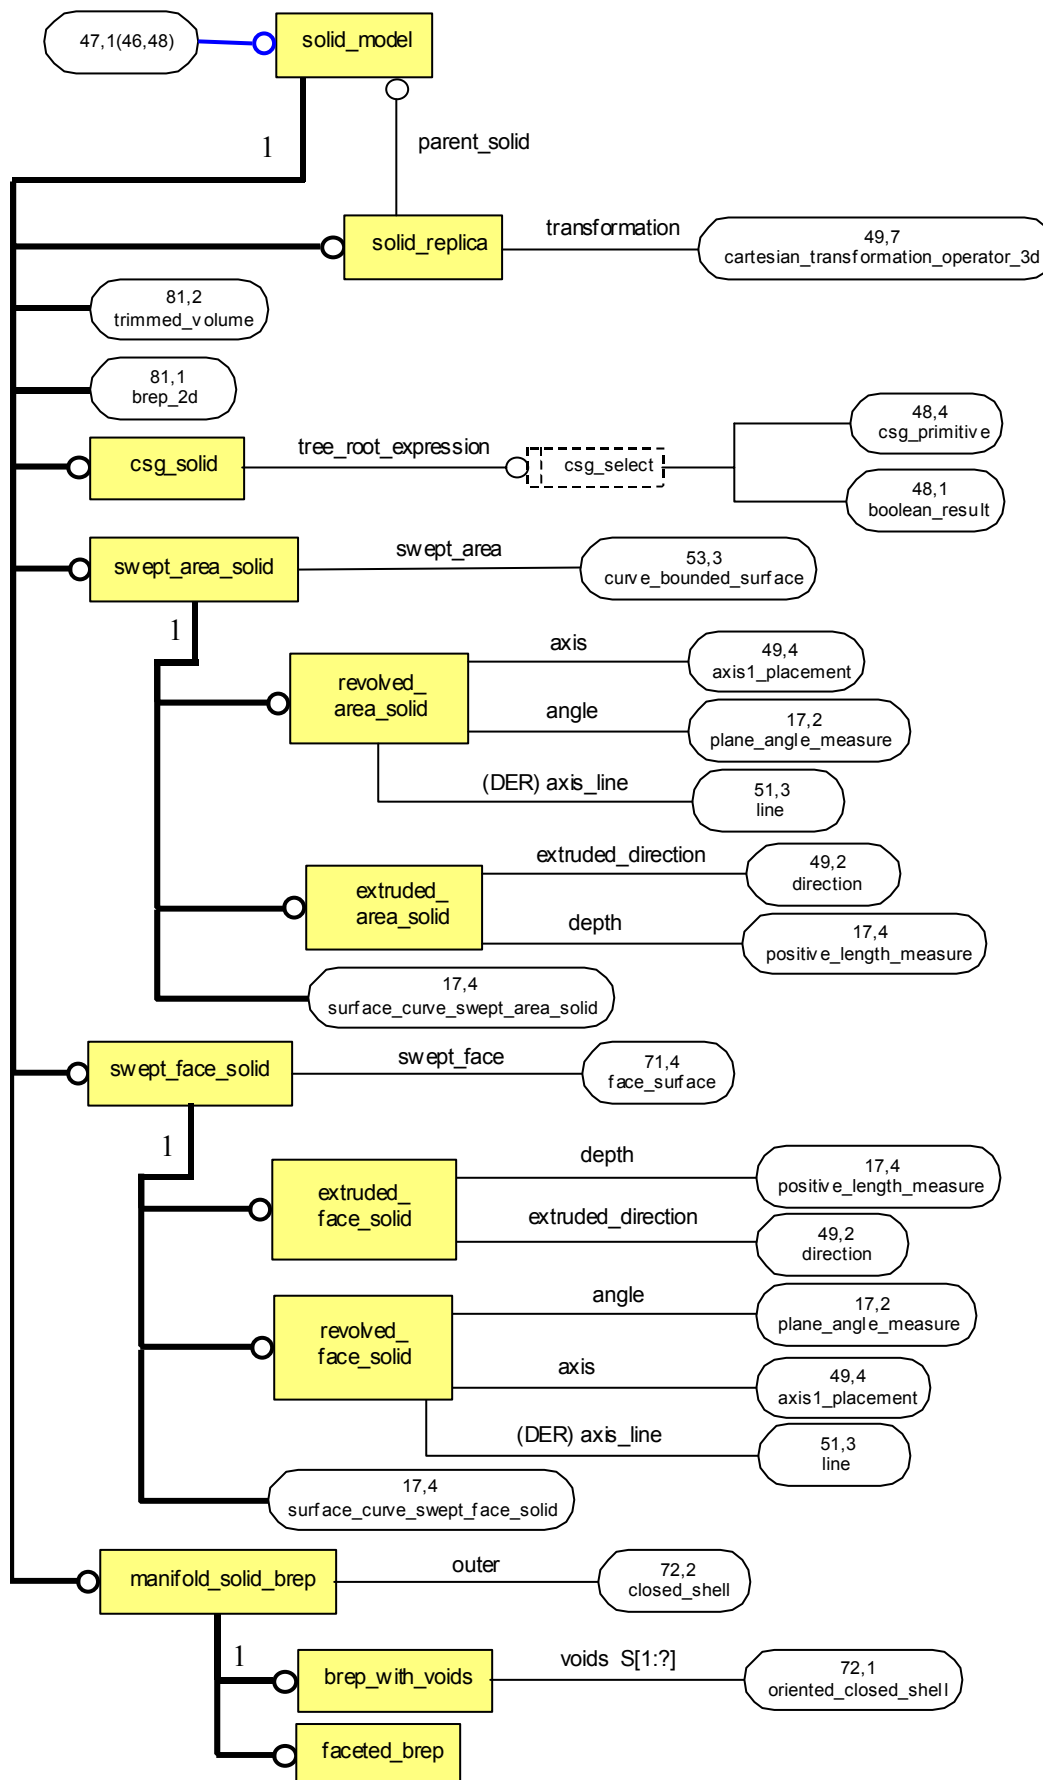 47,1(46,48)
solid_model
1
parent_solid
solid_replica
transformation
49,7
cartesian_transformation_operator_3d
81,2
trimmed_volume
81,1
brep_2d
csg_solid
tree_root_expression
csg_select
48,4
csg_primitive
48,1
boolean_result
swept_area_solid
swept_area
53,3
curve_bounded_surface
1
revolved_
area_solid
axis
49,4
axis1_placement
angle
17,2
plane_angle_measure
(DER) axis_line
51,3
line
extruded_
area_solid
extruded_direction
49,2
direction
depth
17,4
positive_length_measure
17,4
surface_curve_swept_area_solid
swept_face_solid
swept_face
71,4
face_surface
1
extruded_
face_solid
depth
17,4
positive_length_measure
extruded_direction
49,2
direction
revolved_
face_solid
angle
17,2
plane_angle_measure
axis
49,4
axis1_placement
(DER) axis_line
51,3
line
17,4
surface_curve_swept_face_solid
manifold_solid_brep
outer
72,2
closed_shell
1
brep_with_voids
voids S[1:?]
72,1
oriented_closed_shell
faceted_brep